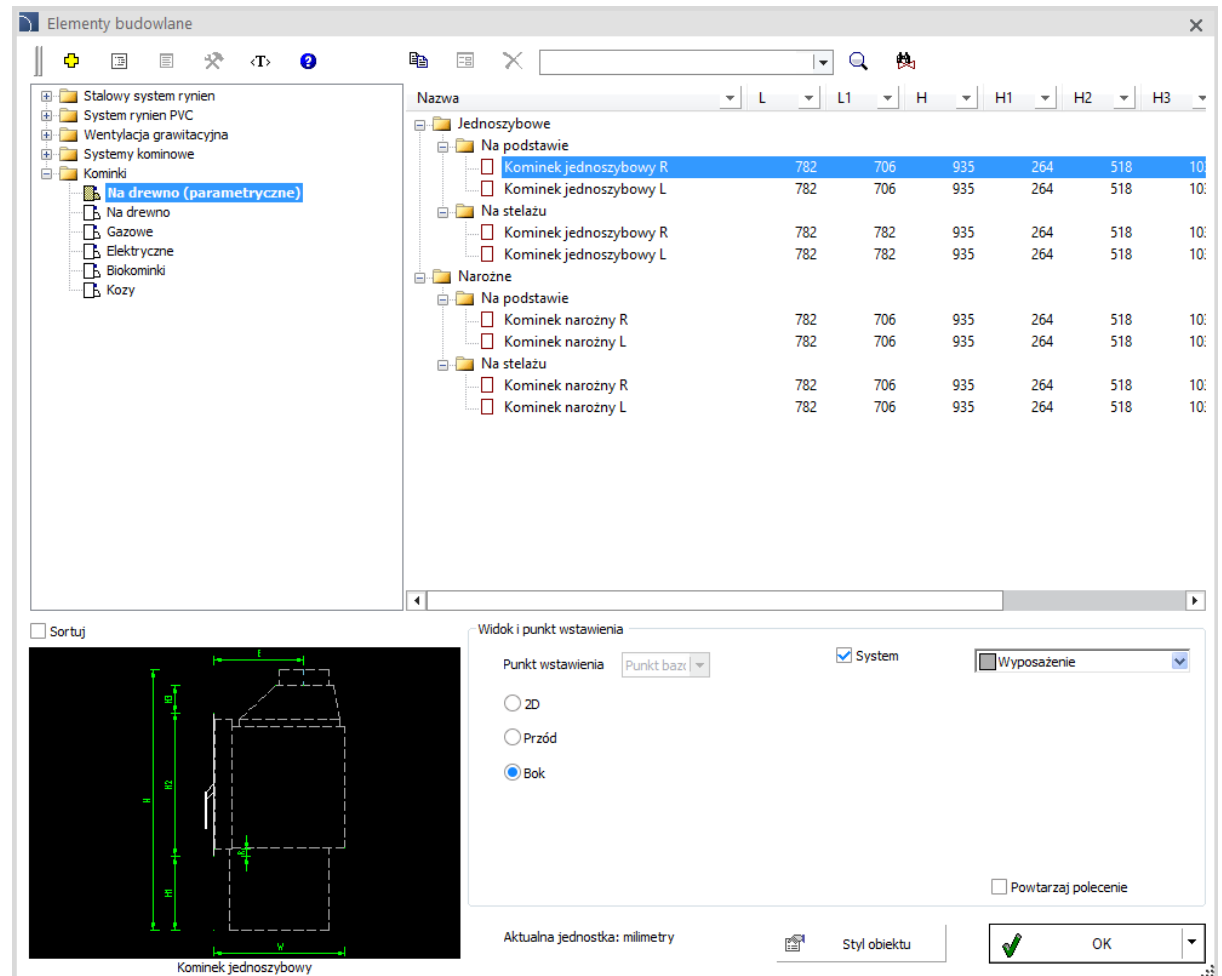 Elementy budowlane
‹T›
Stalowy system rynien
System rynien PVC
Wentylacja grawitacyjna
Systemy kominowe
Kominki
Na drewno (parametryczne)
Na drewno
Gazowe
Elektryczne
Biokominki
Kozy
Nazwa L L1 H H1 H2 H3
Jednoszybowe
Na podstawie
Kominek jednoszybowy R 782 706 935 264 518
Kominek jednoszybowy L 782 706 935 264 518
Na stelażu
Kominek jednoszybowy R 782 782 935 264 518
Kominek jednoszybowy L 782 782 935 264 518
Narożne
Na podstawie
Kominek narożny R 782 706 935 264 518
Kominek narożny L 782 706 935 264 518
Na stelażu
Kominek narożny R 782 706 935 264 518
Kominek narożny L 782 706 935 264 518
Sortuj
E
H3
H2
H
R
H1
W
Kominek jednoszybowy
Widok i punkt wstawienia
Punkt wstawienia Punkt System Wyposażenie
2D
Przód
Bok
Powtarzaj polecenie
Aktualna jednostka: milimetry Styl obiektu OK